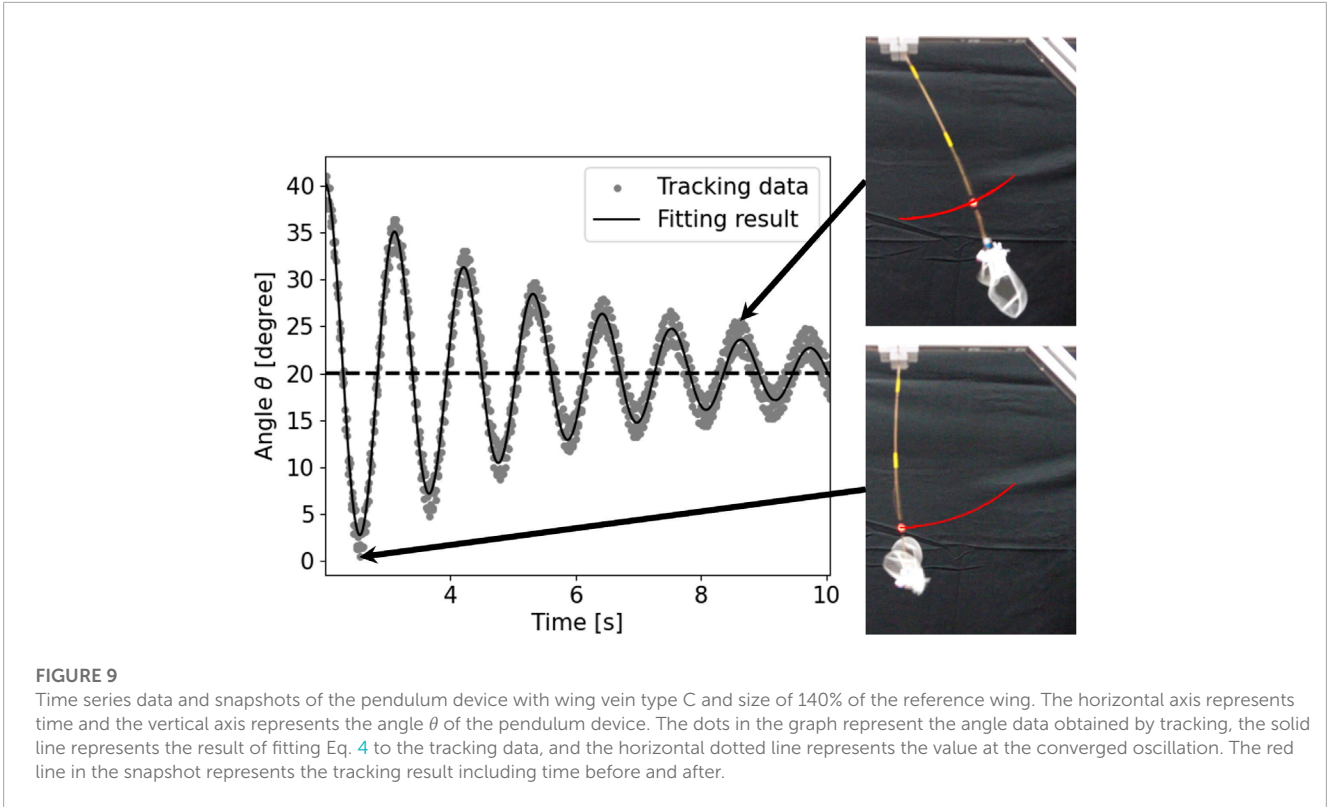 Tracking data
Fitting result
40
35
30
25
20
15
10
5
0
Angle θ [degree]
4
6
8
10
Time [s]
FIGURE 9
Time series data and snapshots of the pendulum device with wing vein type C and size of 140% of the reference wing. The horizontal axis represents
time and the vertical axis represents the angle θ of the pendulum device. The dots in the graph represent the angle data obtained by tracking, the solid
line represents the result of fitting Eq. 4 to the tracking data, and the horizontal dotted line represents the value at the converged oscillation. The red
line in the snapshot represents the tracking result including time before and after.